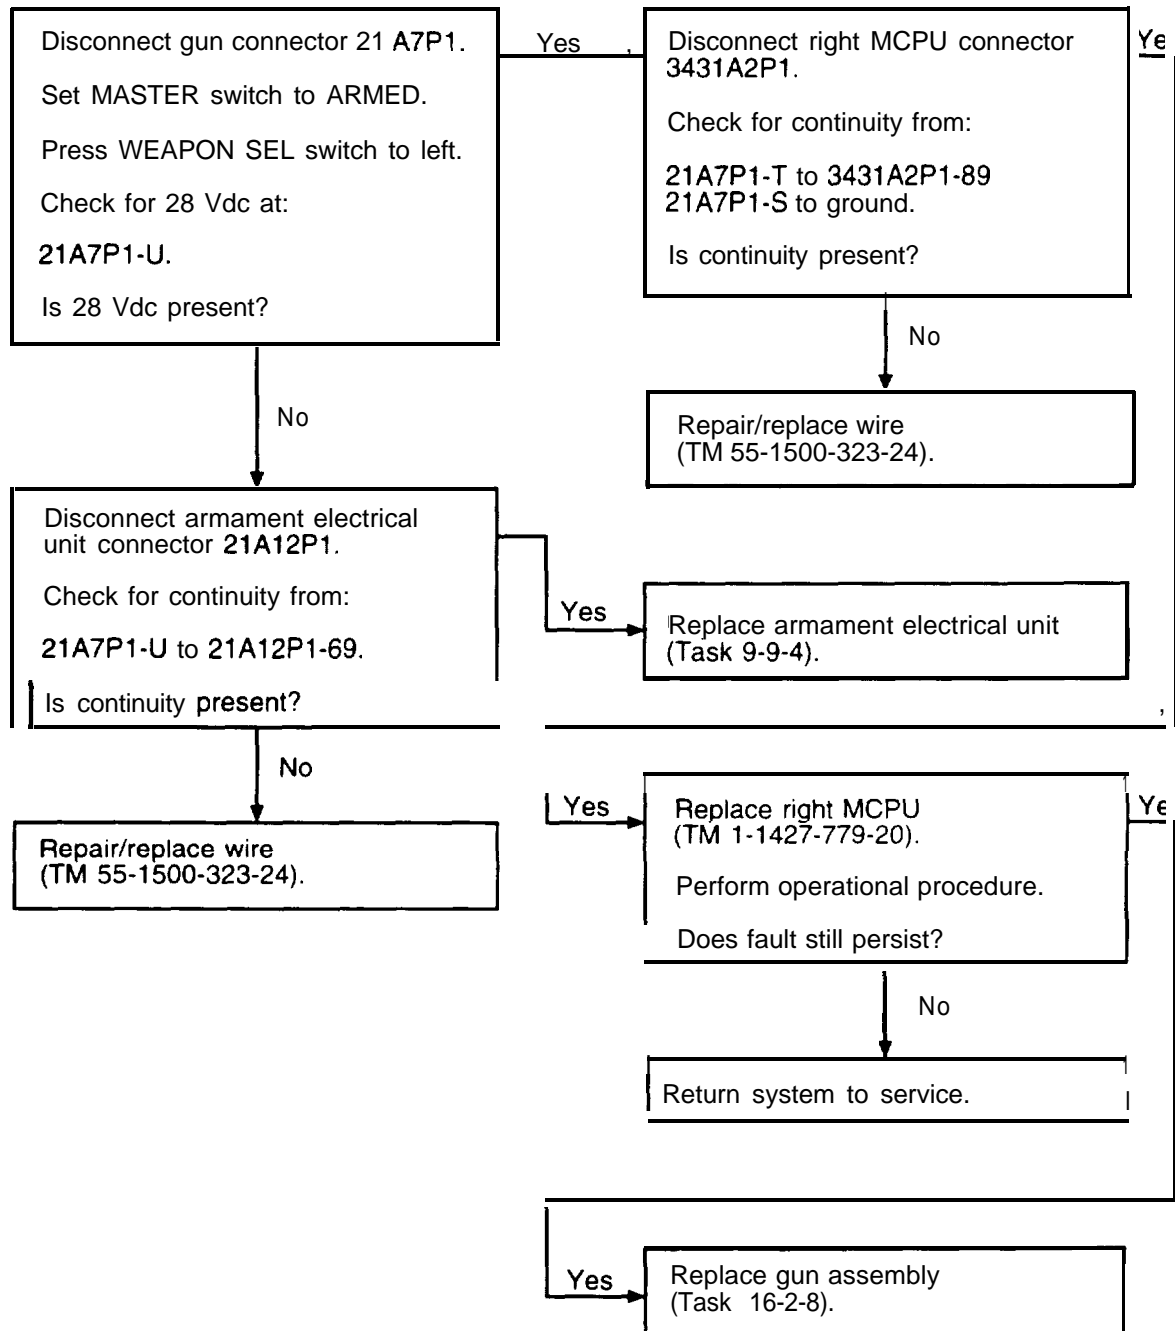 Disconnect gun connector 21 A7P1.
Set MASTER switch to ARMED.
Press WEAPON SEL switch to left.
Check for 28 Vdc at:
21A7P1-U.
Is 28 Vdc present?
Yes
Disconnect right MCPU connector
3431A2P1.
Check for continuity from:
21A7P1-T to 3431A2P1-89
21A7P1-S to ground.
Is continuity present?
Ye
No
Repair/replace wire
(TM 55-1500-323-24).
No
Disconnect armament electrical
unit connector 21A12P1.
Check for continuity from:
21A7P1-U to 21A12P1-69.
Is continuity present?
Yes
Replace armament electrical unit
(Task 9-9-4).
No
Repair/replace wire
(TM 55-1500-323-24).
Yes
Replace right MCPU
(TM 1-1427-779-20).
Perform operational procedure.
Does fault still persist?
Ye
No
Return system to service.
Yes
Replace gun assembly
(Task 16-2-8).